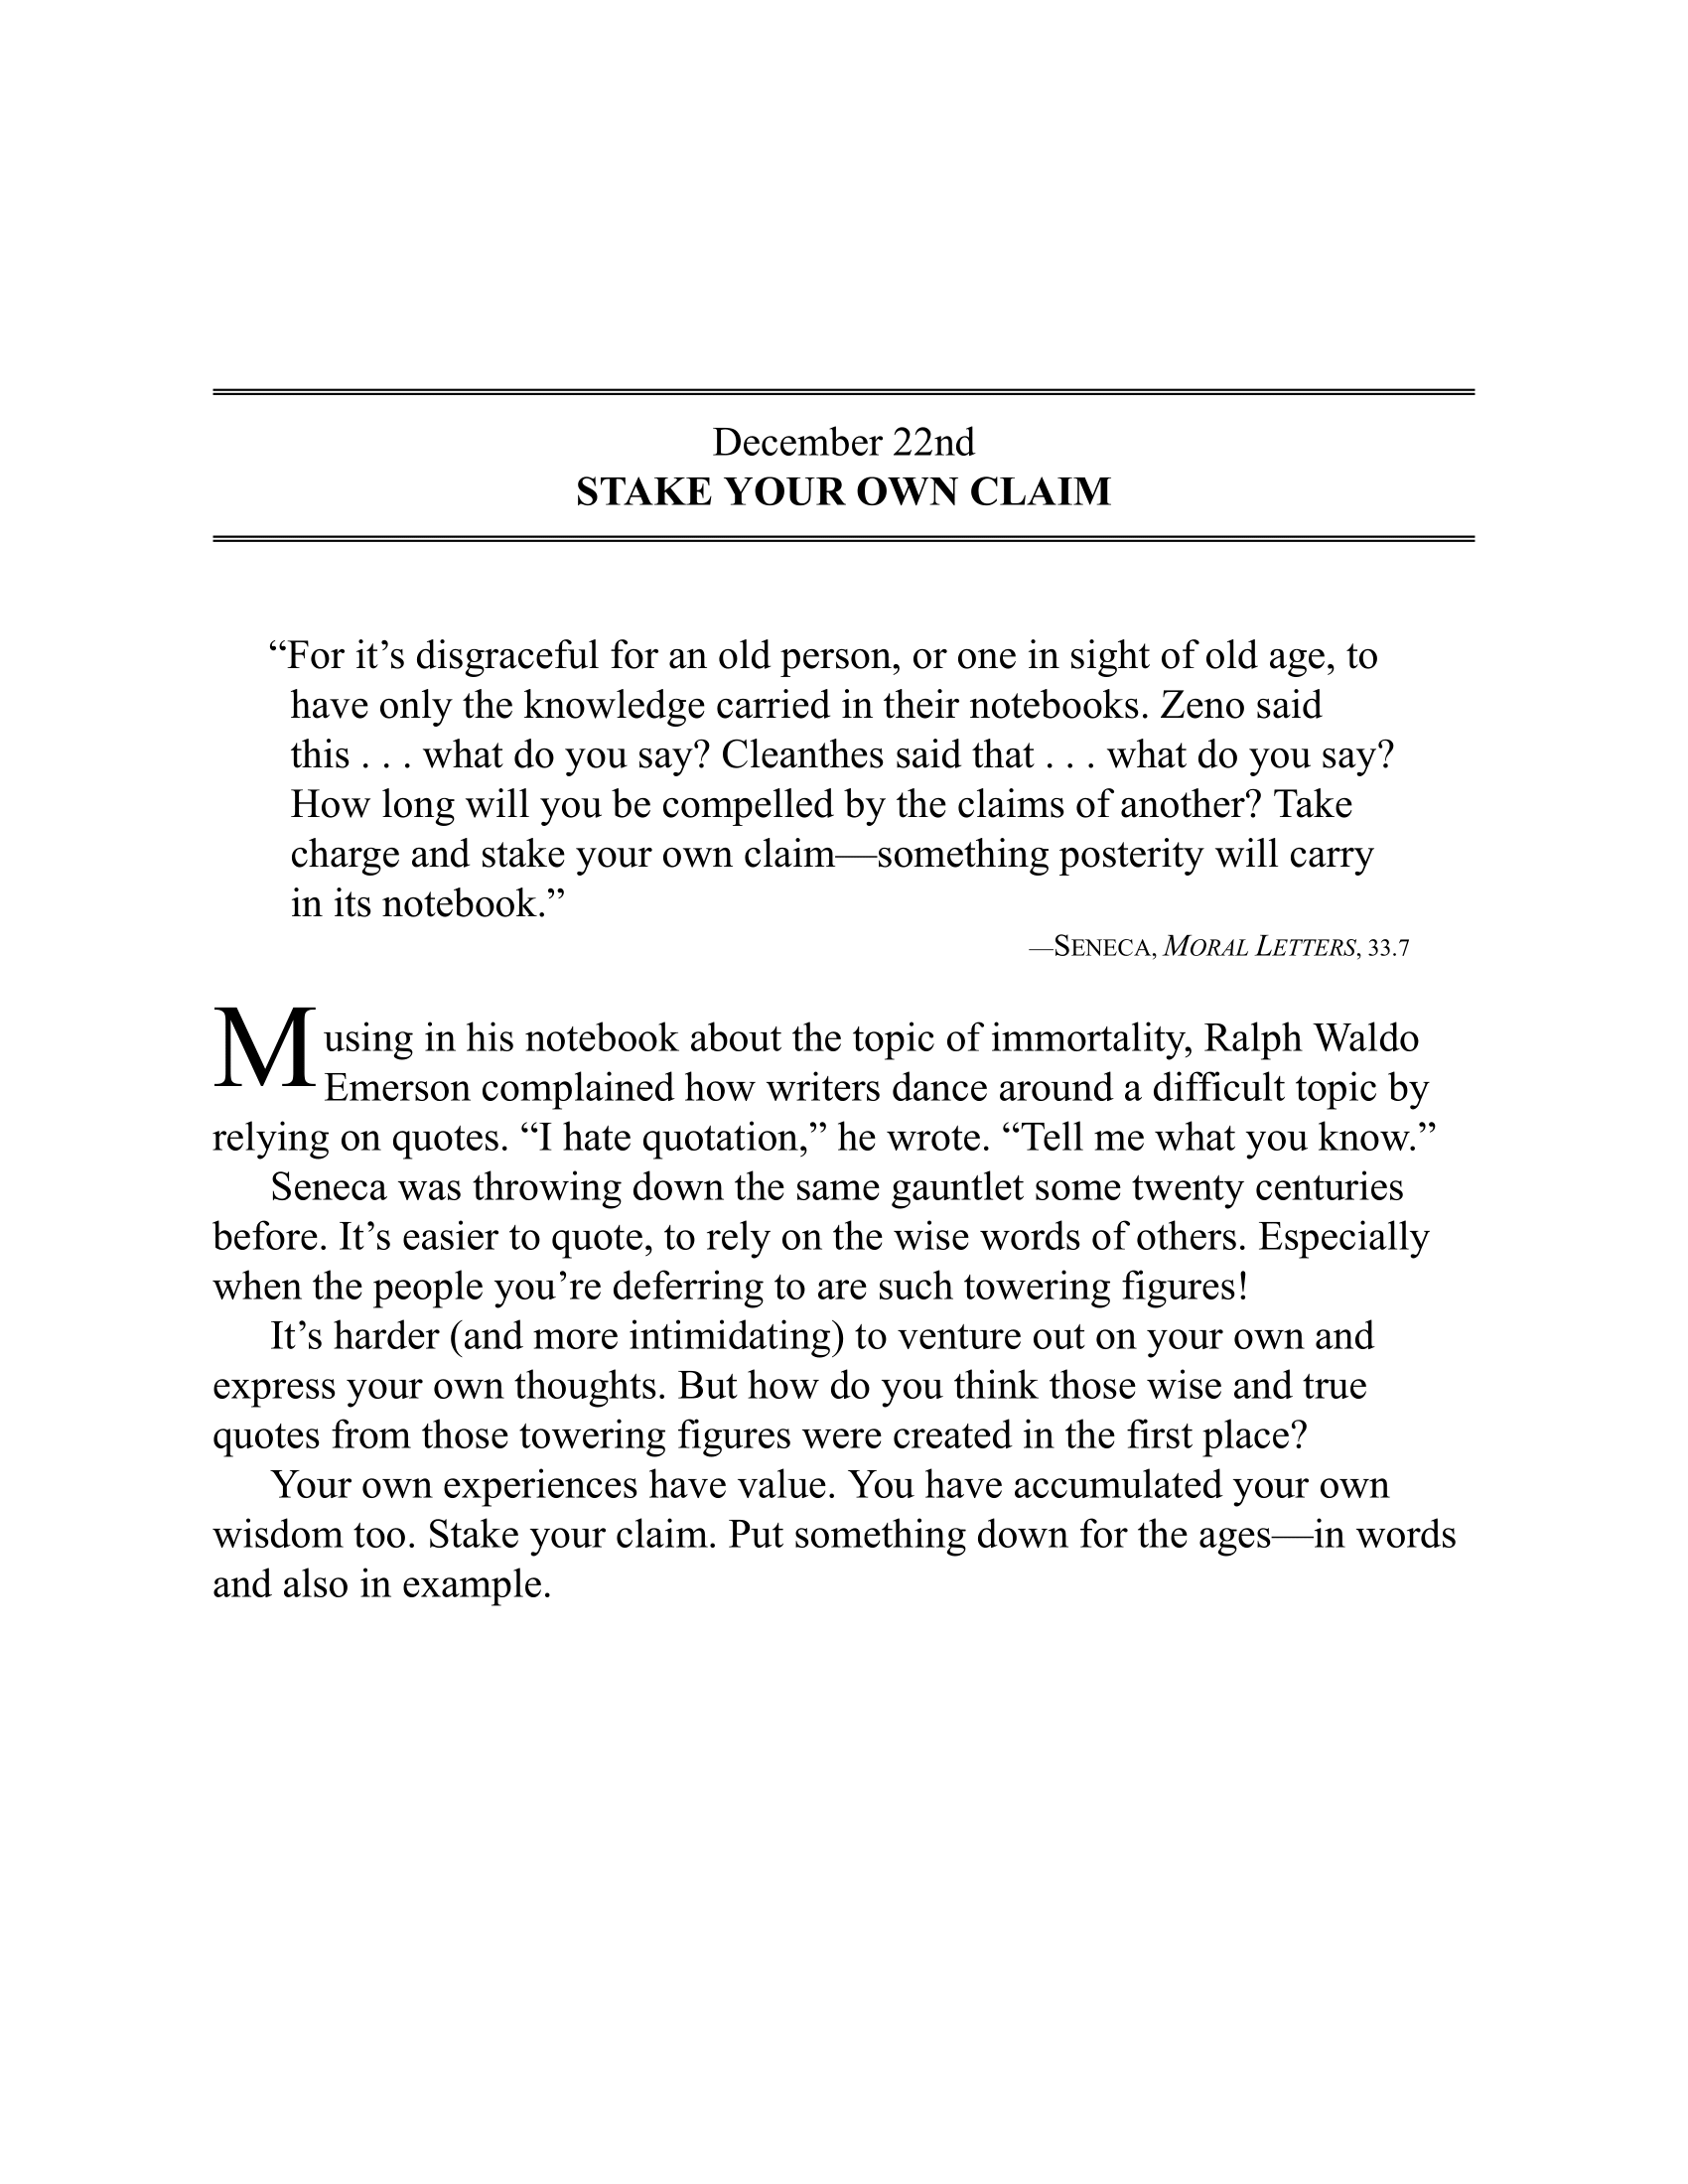 December 22nd
STAKE YOUR OWN CLAIM
“For it’s disgraceful for an old person, or one in sight of old age, to
have only the knowledge carried in their notebooks. Zeno said
this . . . what do you say? Cleanthes said that . . . what do you say?
How long will you be compelled by the claims of another? Take
charge and stake your own claim—something posterity will carry
in its notebook.”
—SENECA, MORAL LETTERS, 33.7
Musing in his notebook about the topic of immortality, Ralph Waldo
Emerson complained how writers dance around a difficult topic by
relying on quotes. “I hate quotation,” he wrote. “Tell me what you know.”
Seneca was throwing down the same gauntlet some twenty centuries
before. It’s easier to quote, to rely on the wise words of others. Especially
when the people you’re deferring to are such towering figures!
It’s harder (and more intimidating) to venture out on your own and
express your own thoughts. But how do you think those wise and true
quotes from those towering figures were created in the first place?
Your own experiences have value. You have accumulated your own
wisdom too. Stake your claim. Put something down for the ages—in words
and also in example.